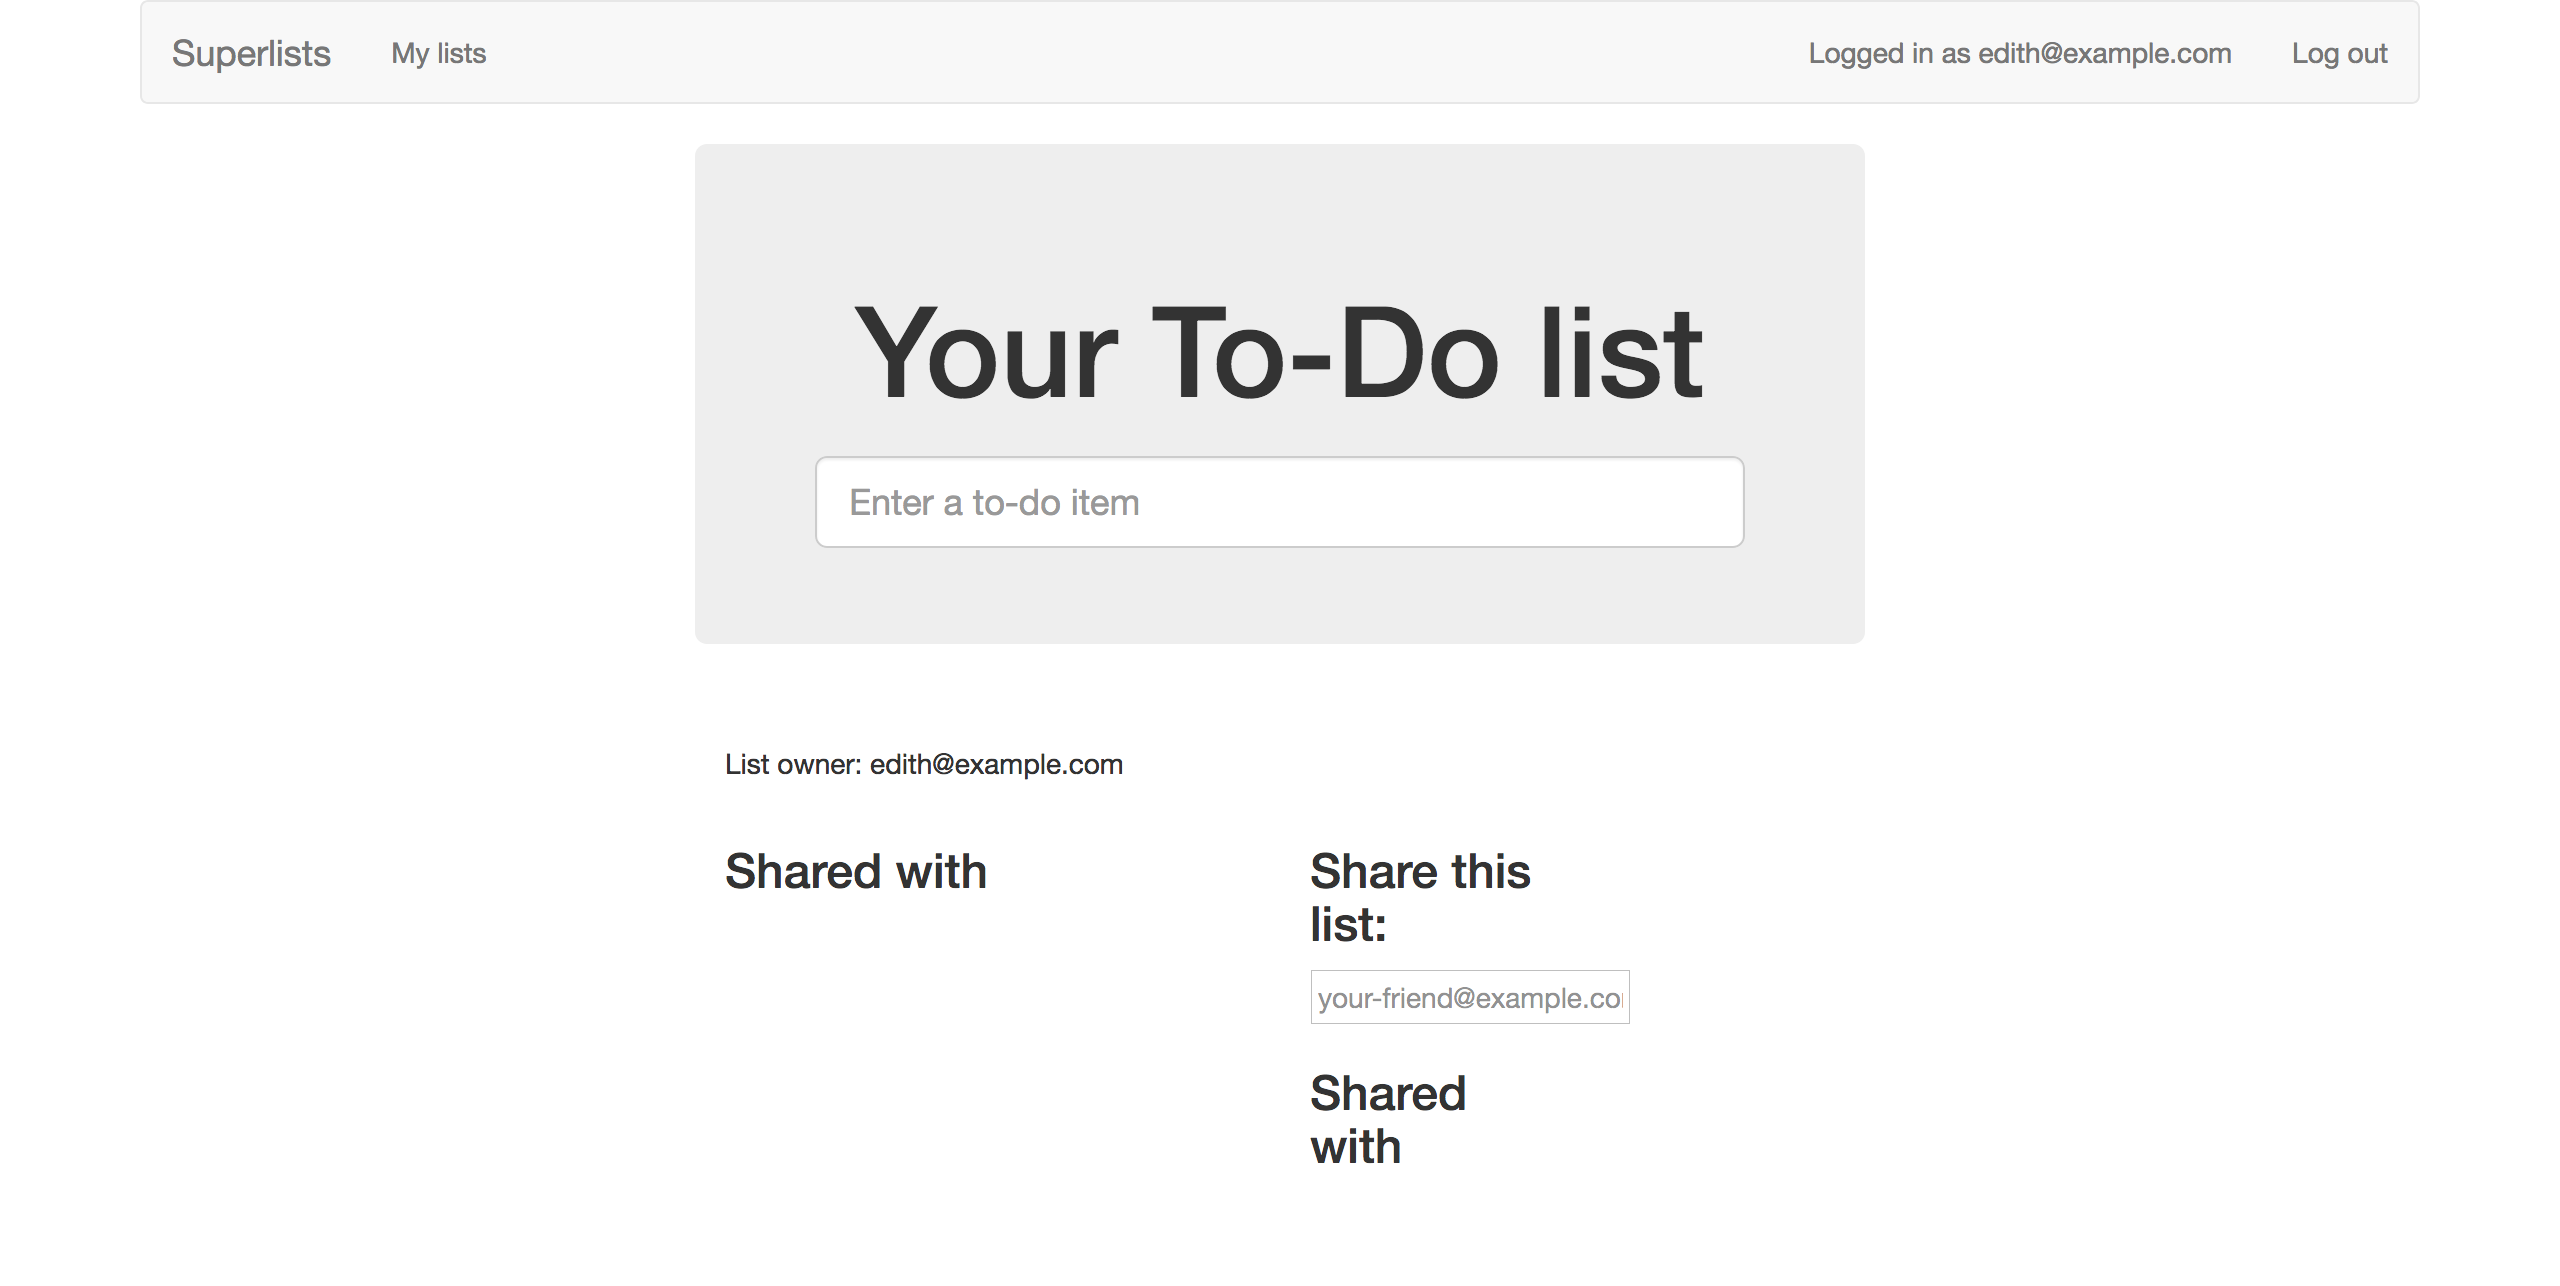 Superlists My lists Logged in as edith@example.com Log out
Your To-Do list
Enter a to-do item
List owner: edith@example.com
Shared with
Share this
list:
your-friend@example.co
Shared
with